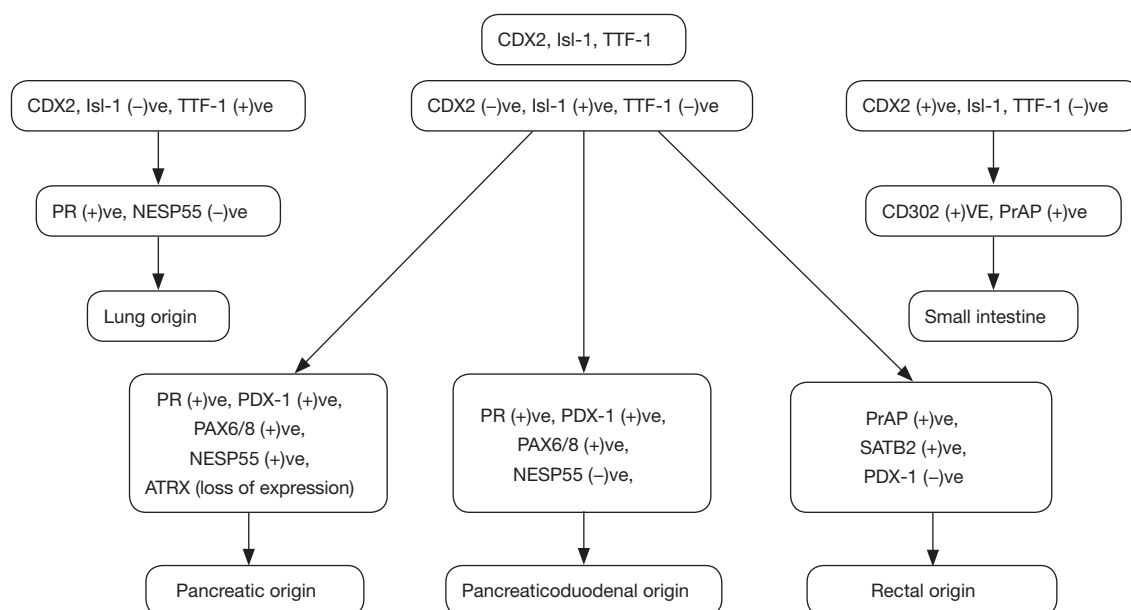 CDX2, Isl-1, TTF-1
CDX2, Isl-1 (–)ve, TTF-1 (+)ve
CDX2 (–)ve, Isl-1 (+)ve, TTF-1 (–)ve
CDX2 (+)ve, Isl-1, TTF-1 (–)ve
PR (+)ve, NESP55 (–)ve
CD302 (+)VE, PrAP (+)ve
Lung origin
Small intestine
PR (+)ve, PDX-1 (+)ve,
PAX6/8 (+)ve,
NESP55 (+)ve,
ATRX (loss of expression)
PR (+)ve, PDX-1 (+)ve,
PAX6/8 (+)ve,
NESP55 (–)ve,
PrAP (+)ve,
SATB2 (+)ve,
PDX-1 (–)ve
Pancreatic origin
Pancreaticoduodenal origin
Rectal origin